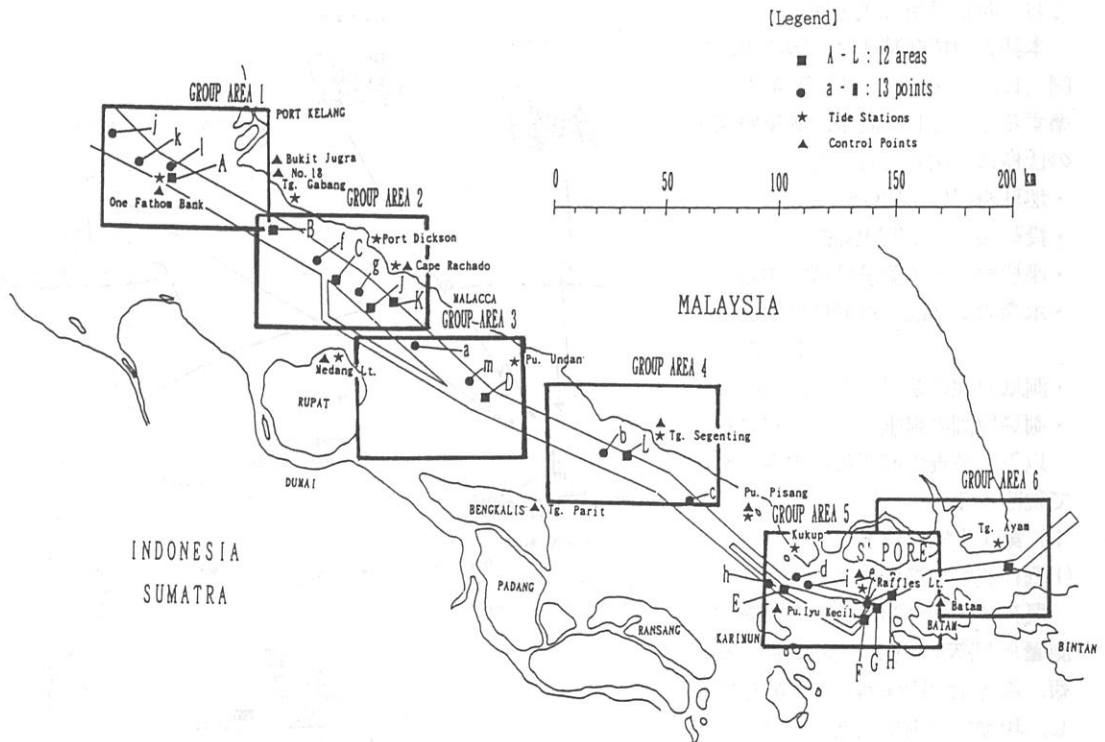 [Legend]
A - L : 12 areas
a - m : 13 points
Tide Stations
Control Points
0 50 100 150 200 km
GROUP AREA 1
PORT KELANG
j
k
l
A
One Fathom Bank
Bukit Jugra
No.18
Tg. Gabang
GROUP AREA 2
B
f
C
g
J
K
Port Dickson
Cape Rachado
MALACCA
MALAYSIA
GROUP AREA 3
a
m
D
Pu. Undan
Medang Lt.
RUPAT
DUMAI
GROUP AREA 4
b
L
c
Tg. Segenting
BENGKALIS
Tg. Parit
Pu. Pisang
GROUP AREA 5
GROUP AREA 6
Kukup
S'PORE
Tg. Ayam
h
d
i
e
Raffles Lt.
E
I
INDONESIA
SUMATRA
PADANG
RANSANG
Pu. Iyu Kecil
KARIMUN
Batam
BATAM
BINTAN
F
G
H